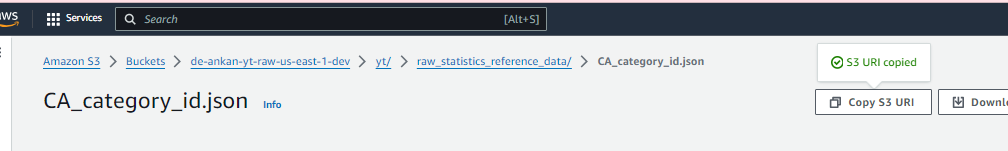 aws Services Search [Alt+S]
Amazon S3 > Buckets > de-ankan-yt-raw-us-east-1-dev > yt/ > raw_statistics_reference_data/ > CA_category_id.json
S3 URI copied
CA_category_id.json Info
Copy S3 URI